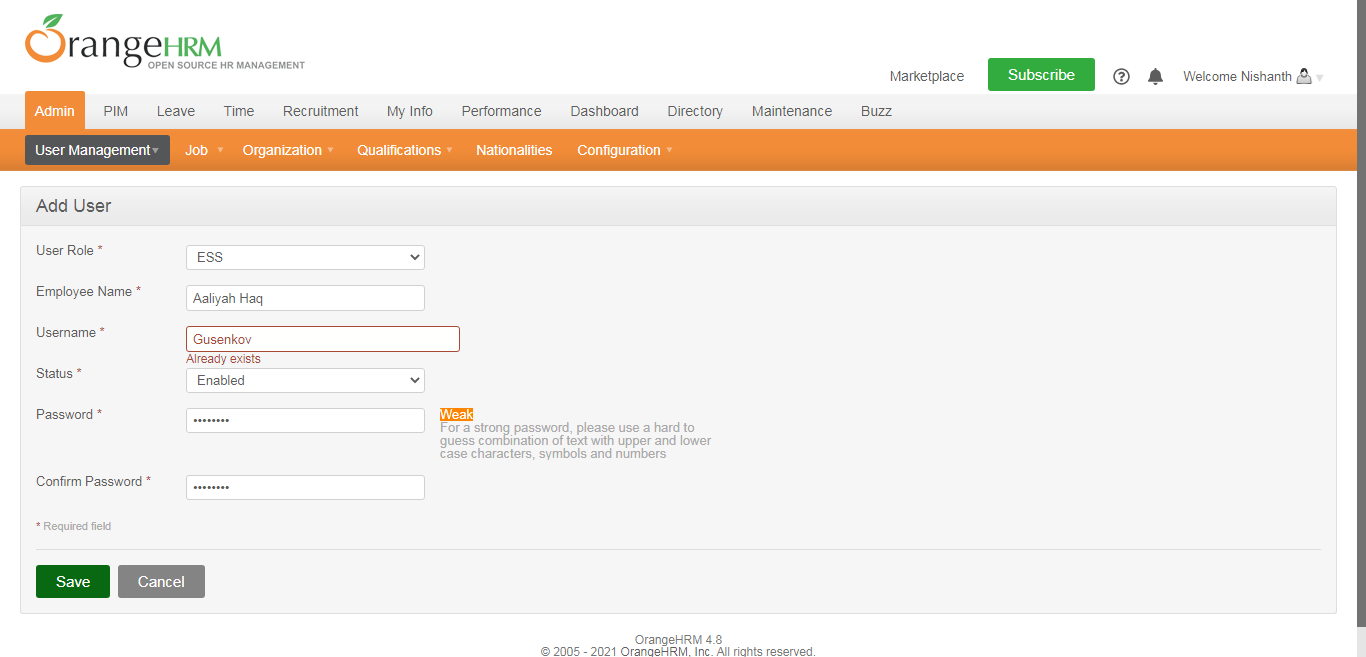 OrangeHRM
OPEN SOURCE HR MANAGEMENT
Marketplace Subscribe Welcome Nishanth
Admin PIM Leave Time Recruitment My Info Performance Dashboard Directory Maintenance Buzz
User Management Job Organization Qualifications Nationalities Configuration
Add User
User Role * ESS
Employee Name * Aaliyah Haq
Username * Gusenkov
Already exists
Status * Enabled
Password * •••••••• Weak
For a strong password, please use a hard to
guess combination of text with upper and lower
case characters, symbols and numbers
Confirm Password * ••••••••
* Required field
Save Cancel
OrangeHRM 4.8
© 2005 - 2021 OrangeHRM, Inc. All rights reserved.